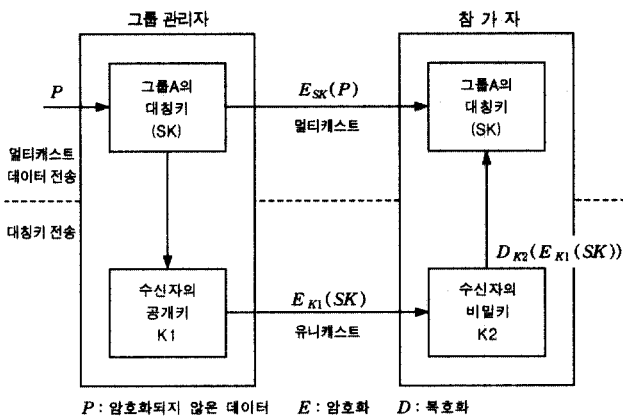 그룹 관리자
참 가 자
P
그룹A의
대칭키
(SK)
E_SK(P)
멀티캐스트
그룹A의
대칭키
(SK)
멀티캐스트
데이터 전송
대칭키 전송
D_K2(E_K1(SK))
수신자의
공개키
K1
E_K1(SK)
유니캐스트
수신자의
비밀키
K2
P : 암호화되지 않은 데이터 E : 암호화 D : 복호화